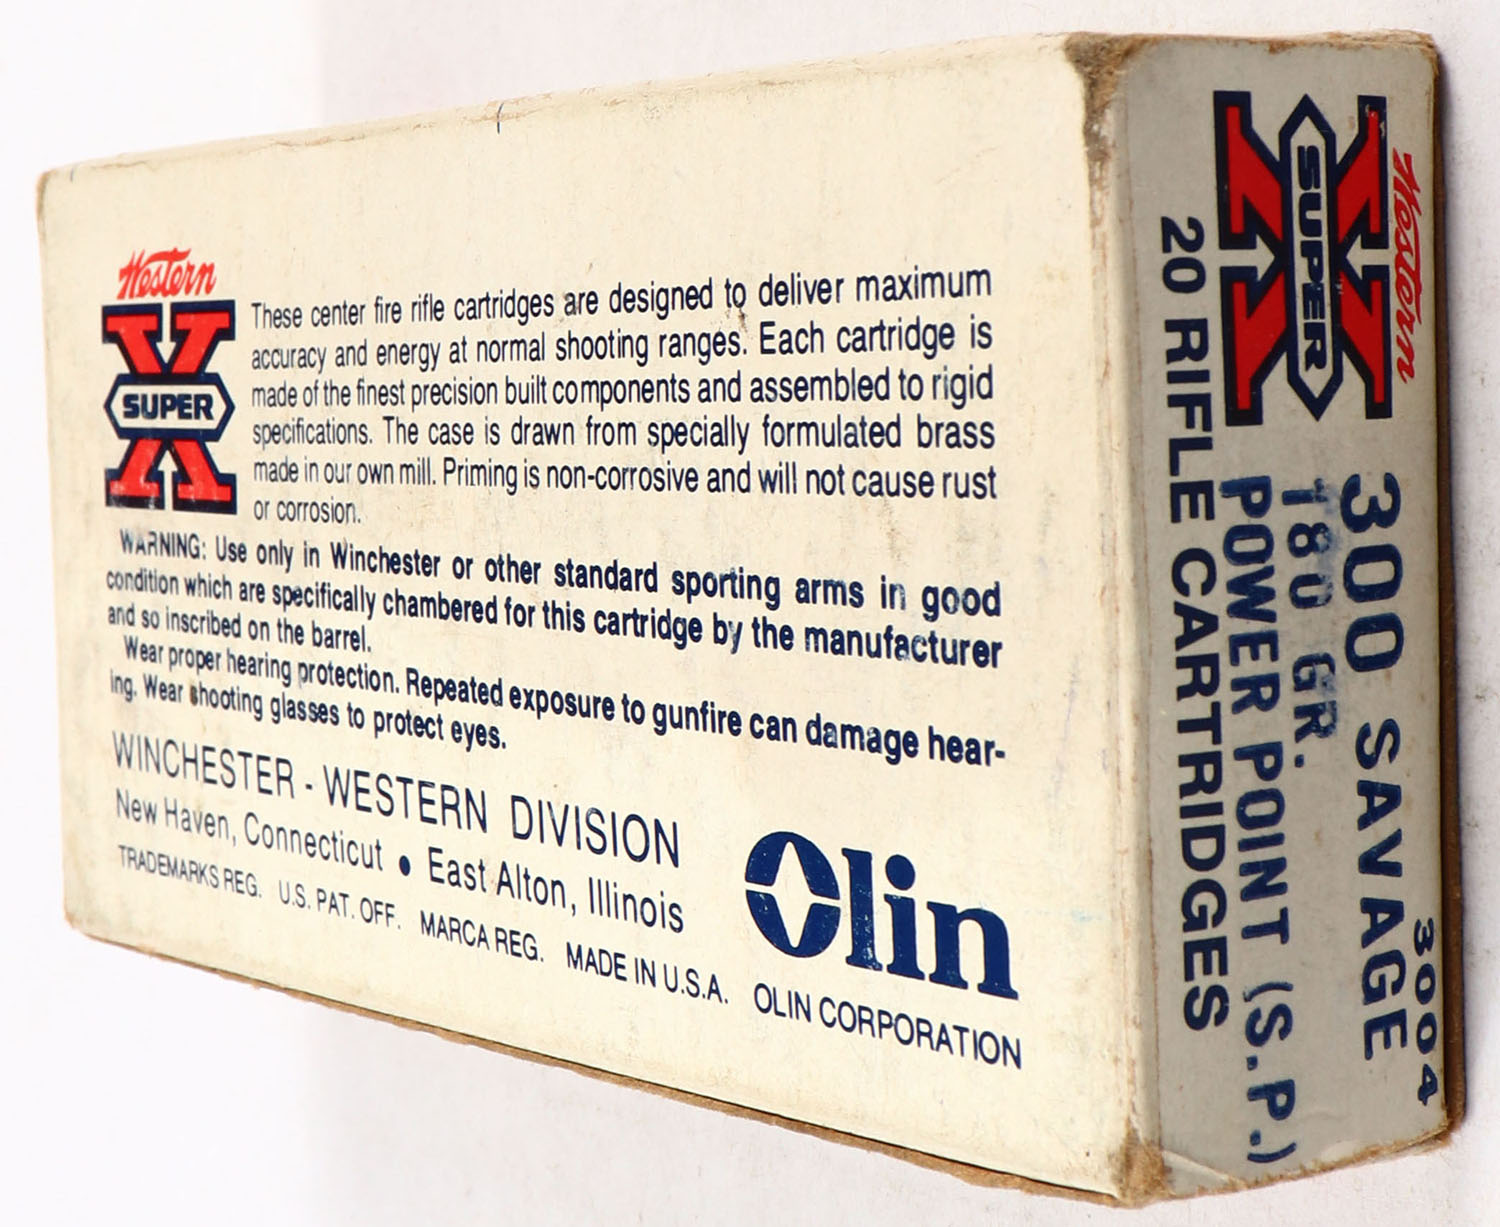 Western
SUPER
X
These center fire rifle cartridges are designed to deliver maximum
accuracy and energy at normal shooting ranges. Each cartridge is
made of the finest precision built components and assembled to rigid
specifications. The case is drawn from specially formulated brass
made in our own mill. Priming is non-corrosive and will not cause rust
or corrosion.
WARNING: Use only in Winchester or other standard sporting arms in good
condition which are specifically chambered for this cartridge by the manufacturer
and so inscribed on the barrel.
Wear proper hearing protection. Repeated exposure to gunfire can damage hear-
ing. Wear shooting glasses to protect eyes.
WINCHESTER - WESTERN DIVISION
New Haven, Connecticut • East Alton, Illinois
TRADEMARKS REG. U.S. PAT. OFF. MARCA REG. MADE IN U.S.A. OLIN CORPORATION
Olin
Western
SUPER
X
3004
300 SAVAGE
180 GR.
POWER POINT (S.P.)
20 RIFLE CARTRIDGES